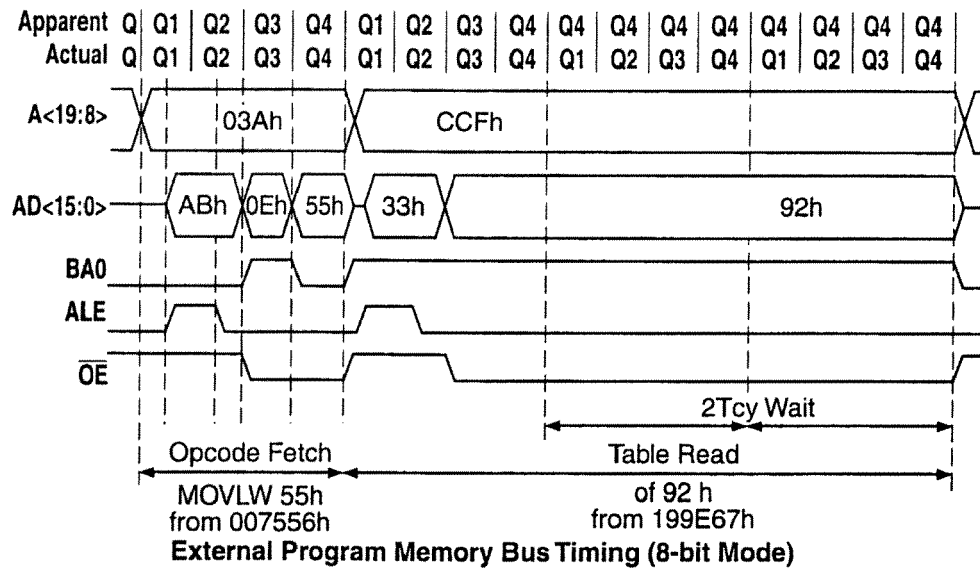 Apparent Q Q1 Q2 Q3 Q4 Q1 Q2 Q3 Q4 Q4 Q4 Q4 Q4 Q4 Q4 Q4 Q4
Actual Q Q1 Q2 Q3 Q4 Q1 Q2 Q3 Q4 Q1 Q2 Q3 Q4 Q1 Q2 Q3 Q4
A<19:8> 03Ah CCFh
AD<15:0> ABh 0Eh 55h 33h 92h
BA0
ALE
OE
2Tcy Wait
Opcode Fetch Table Read
MOVLW 55h of 92 h
from 007556h from 199E67h
External Program Memory Bus Timing (8-bit Mode)